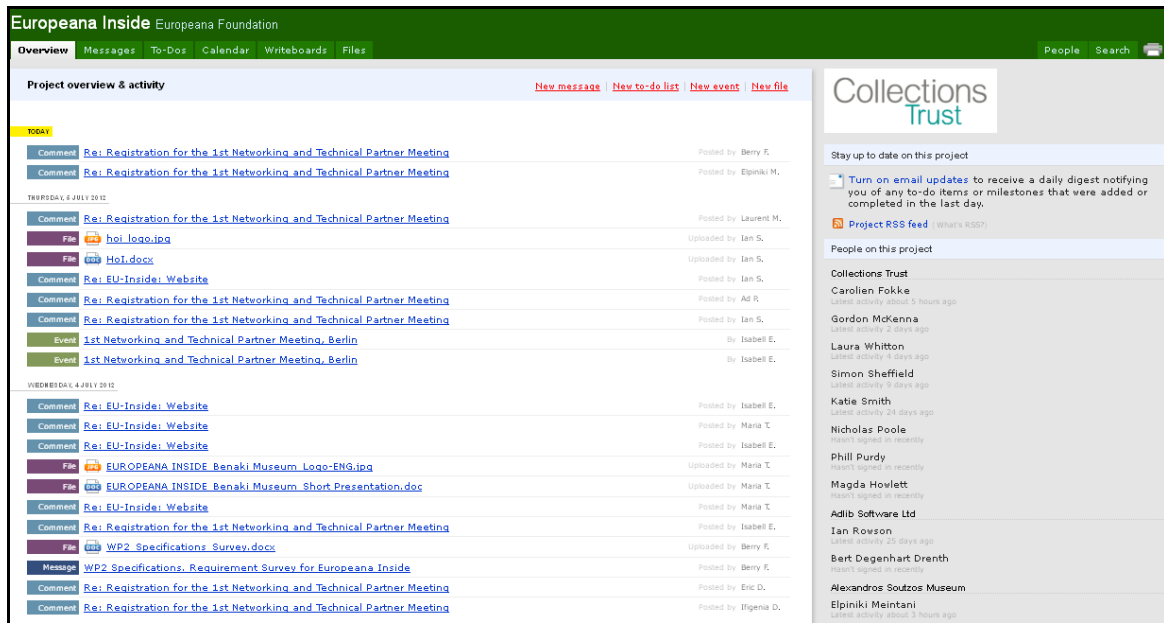 Europeana Inside Europeana Foundation
Overview Messages To-Dos Calendar Writeboards Files People Search
Project overview & activity New message | New to-do list | New event | New file
TODAY
Comment Re: Registration for the 1st Networking and Technical Partner Meeting Posted by Berry F.
Comment Re: Registration for the 1st Networking and Technical Partner Meeting Posted by Elpiniki M.
THURSDAY, 5 JULY 2012
Comment Re: Registration for the 1st Networking and Technical Partner Meeting Posted by Laurent M.
File JPG hoi_logo.jpg Uploaded by Ian S.
File DOC HoI.docx Uploaded by Ian S.
Comment Re: EU-Inside: Website Posted by Ian S.
Comment Re: Registration for the 1st Networking and Technical Partner Meeting Posted by Ad P.
Comment Re: Registration for the 1st Networking and Technical Partner Meeting Posted by Ian S.
Event 1st Networking and Technical Partner Meeting, Berlin By Isabell E.
Event 1st Networking and Technical Partner Meeting, Berlin By Isabell E.
WEDNESDAY, 4 JULY 2012
Comment Re: EU-Inside: Website Posted by Isabell E.
Comment Re: EU-Inside: Website Posted by Maria T.
Comment Re: EU-Inside: Website Posted by Isabell E.
File JPG EUROPEANA INSIDE_Benaki Museum_Logo-ENG.jpg Uploaded by Maria T.
File DOC EUROPEANA INSIDE_Benaki Museum_Short Presentation.doc Uploaded by Maria T.
Comment Re: EU-Inside: Website Posted by Maria T.
Comment Re: Registration for the 1st Networking and Technical Partner Meeting Posted by Isabell E.
File DOC WP2_Specifications_Survey.docx Uploaded by Berry F.
Message WP2 Specifications. Requirement Survey for Europeana Inside Posted by Berry F.
Comment Re: Registration for the 1st Networking and Technical Partner Meeting Posted by Eric D.
Comment Re: Registration for the 1st Networking and Technical Partner Meeting Posted by Ifigenia D.
Collections
Trust
Stay up to date on this project
Turn on email updates to receive a daily digest notifying
you of any to-do items or milestones that were added or
completed in the last day.
Project RSS feed (What's RSS?)
People on this project
Collections Trust
Carolien Fokke
Latest activity about 5 hours ago
Gordon McKenna
Latest activity 2 days ago
Laura Whitton
Latest activity 4 days ago
Simon Sheffield
Latest activity 9 days ago
Katie Smith
Latest activity 24 days ago
Nicholas Poole
Hasn't signed in recently
Phill Purdy
Hasn't signed in recently
Magda Howlett
Hasn't signed in recently
Adlib Software Ltd
Ian Rowson
Latest activity 25 days ago
Bert Degenhart Drenth
Hasn't signed in recently
Alexandros Soutzos Museum
Elpiniki Meintani
Latest activity about 3 hours ago